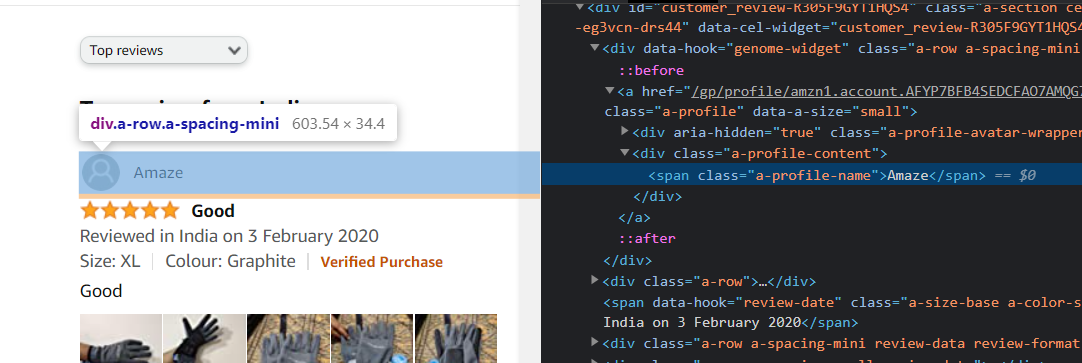 Top reviews
div.a-row.a-spacing-mini 603.54 × 34.4
Amaze
Good
Reviewed in India on 3 February 2020
Size: XL Colour: Graphite Verified Purchase
Good
<div id="customer_review-R305F9GYT1HQS4" class="a-section ce
-eg3vcn-drs44" data-cel-widget="customer_review-R305F9GYT1HQS4
<div data-hook="genome-widget" class="a-row a-spacing-mini
::before
<a href="/gp/profile/amzn1.account.AFYP7BFB4SEDCFAO7AMQG7
class="a-profile" data-a-size="small">
<div aria-hidden="true" class="a-profile-avatar-wrapper
<div class="a-profile-content">
<span class="a-profile-name">Amaze</span> == $0
</div>
</a>
::after
</div>
<div class="a-row">…</div>
<span data-hook="review-date" class="a-size-base a-color-s
India on 3 February 2020</span>
<div class="a-row a-spacing-mini review-data review-format